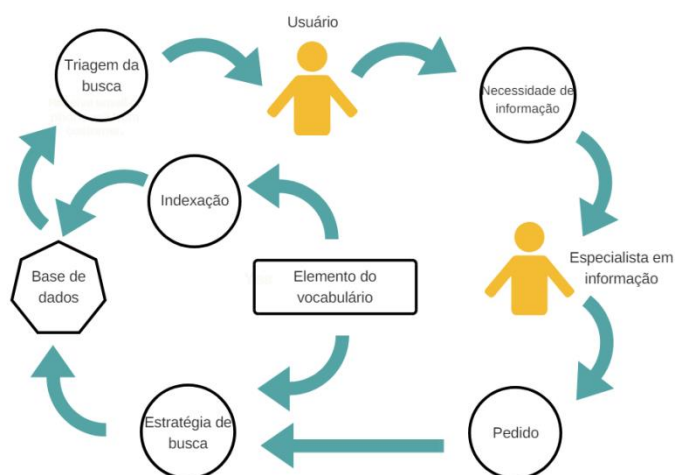 Usuário
Triagem da
busca
Necessidade de
informação
Indexação
Especialista em
informação
Base de
dados
Elemento do
vocabulário
Estratégia de
busca
Pedido